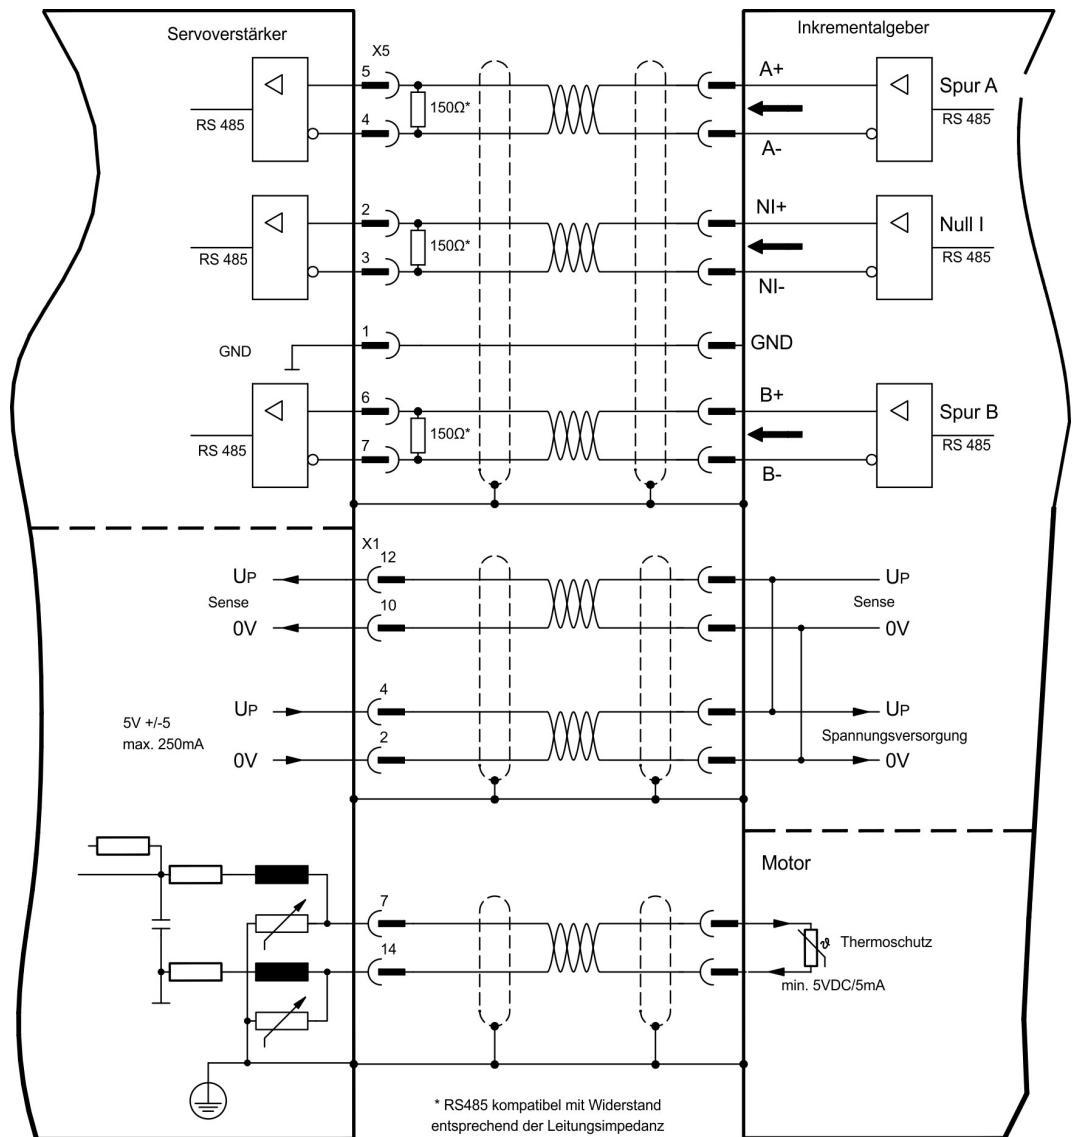 Servoverstärker
Inkrementalgeber
X5
5
A+
Spur A
150Ω*
RS 485
RS 485
4
A-
2
NI+
Null I
150Ω*
RS 485
RS 485
3
NI-
1
GND
GND
6
B+
Spur B
150Ω*
RS 485
RS 485
7
B-
X1
12
UP
UP
Sense
10
Sense
0V
0V
4
UP
UP
5V +/-5
max. 250mA
2
Spannungsversorgung
0V
0V
Motor
7
Thermoschutz
ϑ
14
min. 5VDC/5mA
* RS485 kompatibel mit Widerstand
entsprechend der Leitungsimpedanz